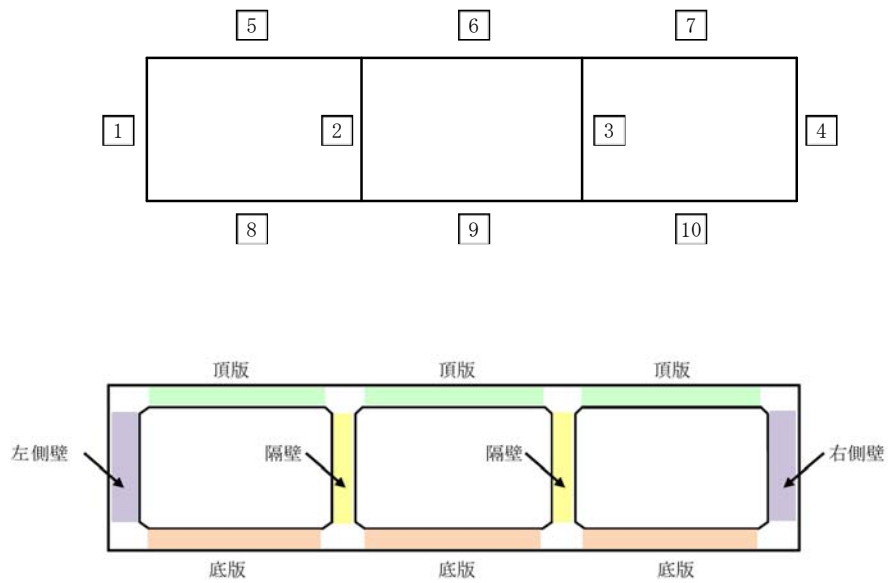 5 6 7
1 2 3 4
8 9 10
頂版 頂版 頂版
左側壁 隔壁 隔壁 右側壁
底版 底版 底版